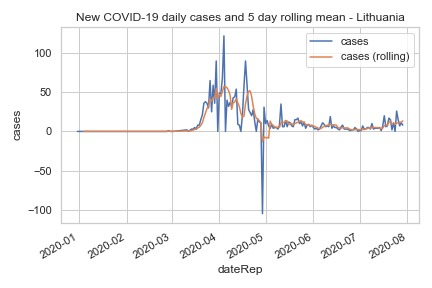 New COVID-19 daily cases and 5 day rolling mean - Lithuania
cases
cases (rolling)
100
50
0
−50
−100
cases
2020-01
2020-02
2020-03
2020-04
2020-05
2020-06
2020-07
2020-08
dateRep